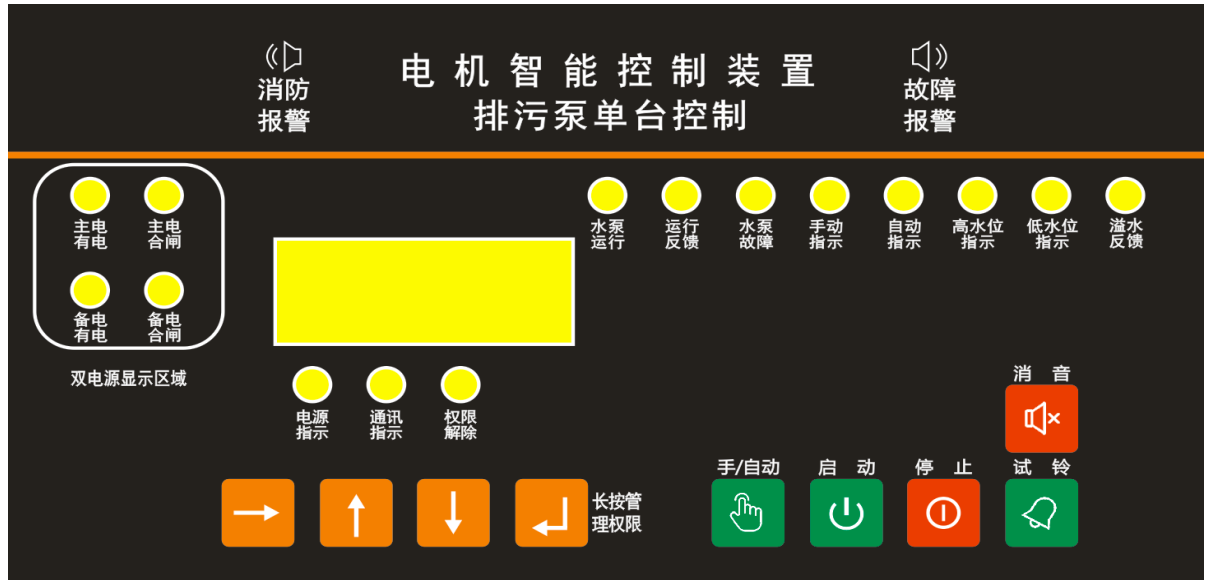 消防
报警
电机智能控制装置
排污泵单台控制
故障
报警
主电
有电
主电
合闸
备电
有电
备电
合闸
双电源显示区域
水泵
运行
运行
反馈
水泵
故障
手动
指示
自动
指示
高水位
指示
低水位
指示
溢水
反馈
电源
指示
通讯
指示
权限
解除
消音
长按管
理权限
手/自动
启动
停止
试铃